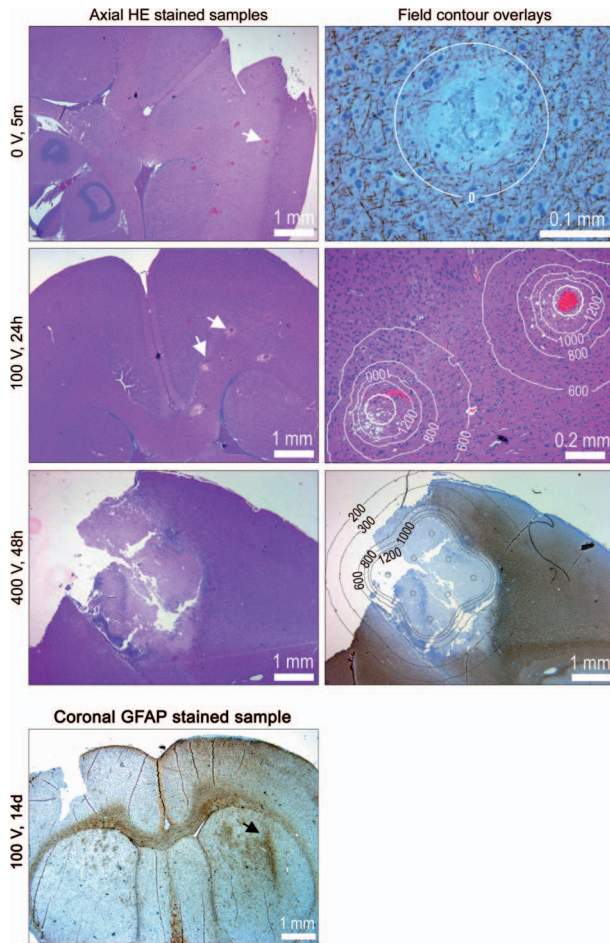 Axial HE stained samples
Field contour overlays
0 V, 5m
1 mm
0
0.1 mm
100 V, 24h
1 mm
1200
1000
800
600
1000
1200
800
600
0.2 mm
400 V, 48h
1 mm
200
300
1000
800
1200
600
1 mm
Coronal GFAP stained sample
100 V, 14d
1 mm